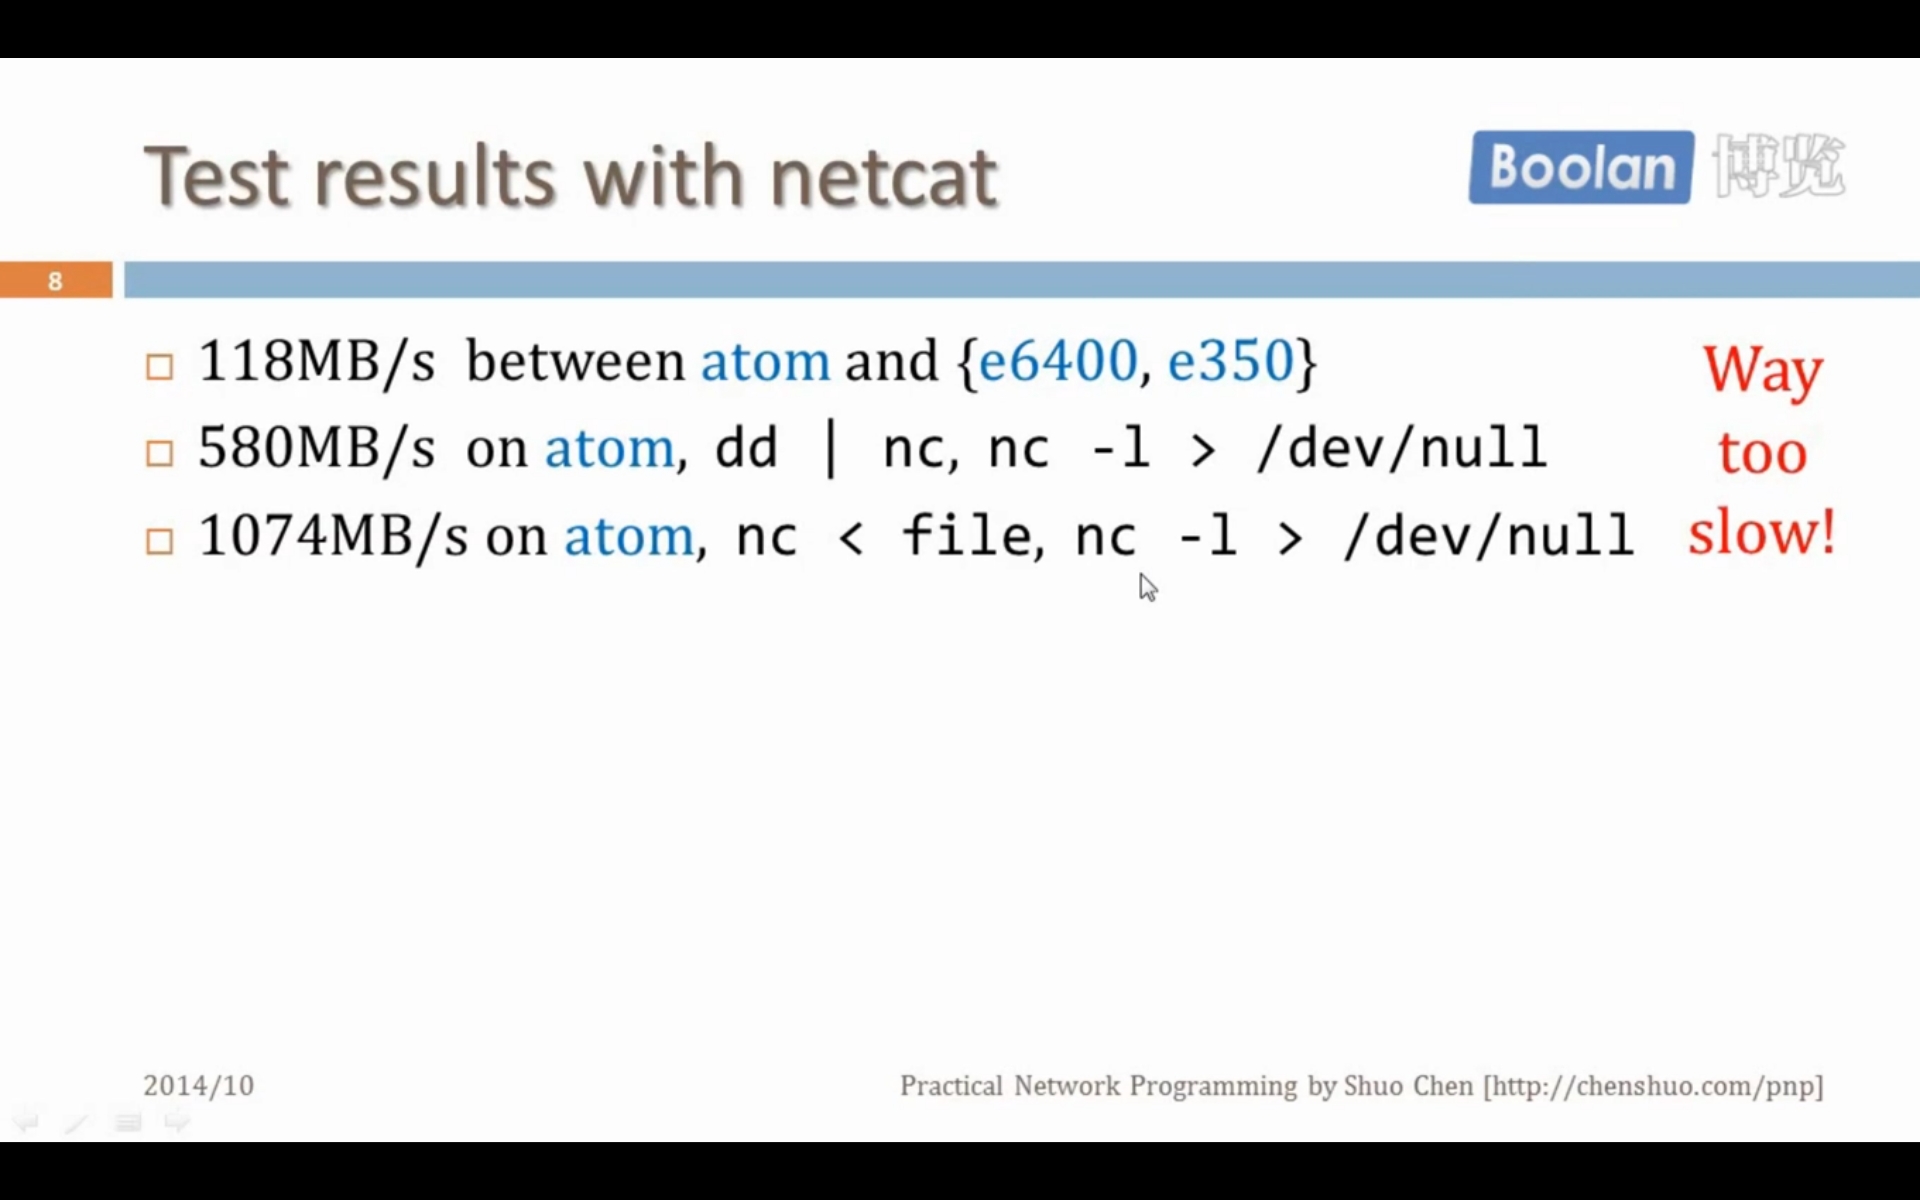 Test results with netcat
Boolan 博览
8
118MB/s between atom and {e6400, e350}
580MB/s on atom, dd | nc, nc -l > /dev/null
1074MB/s on atom, nc < file, nc -l > /dev/null
Way
too
slow!
2014/10
Practical Network Programming by Shuo Chen [http://chenshuo.com/pnp]